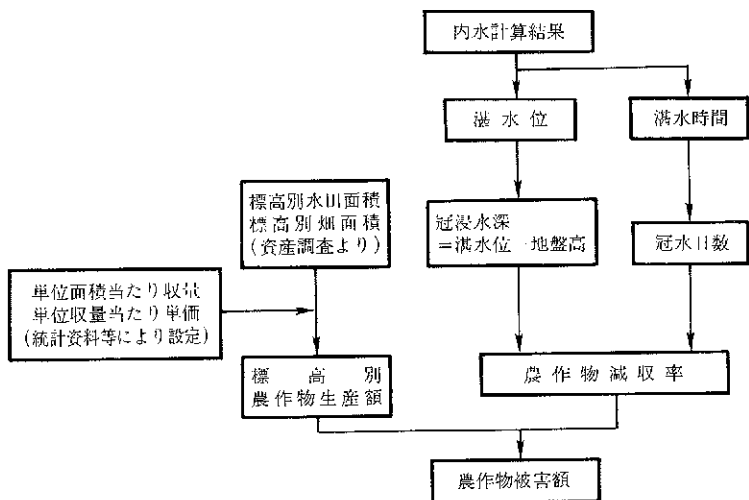 内水計算結果
湛水位
湛水時間
標高別水田面積
標高別畑面積
(資産調査より)
冠浸水深
＝湛水位－地盤高
冠水日数
単位面積当たり収量
単位収量当たり単価
(統計資料等により設定)
標高別
農作物生産額
農作物減収率
農作物被害額